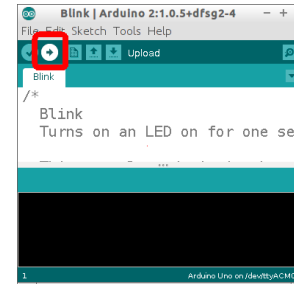 Blink | Arduino 2:1.0.5+dfsg2-4
File Edit Sketch Tools Help
Upload
Blink
/*
Blink
Turns on an LED on for one se
1
Arduino Uno on /dev/ttyACM0